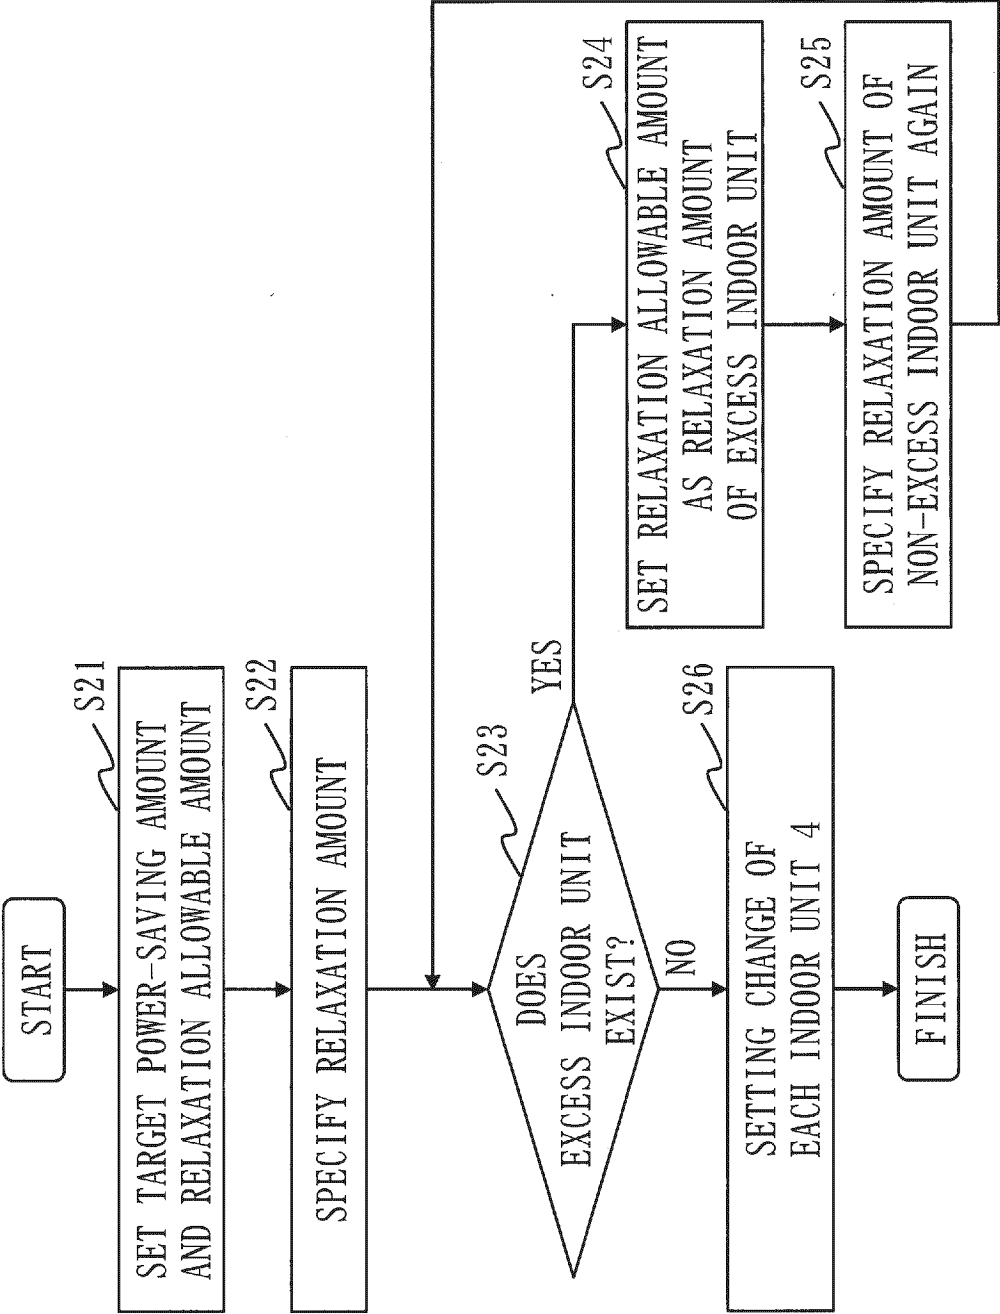 START
S21
SET TARGET POWER-SAVING AMOUNT
AND RELAXATION ALLOWABLE AMOUNT
S22
SPECIFY RELAXATION AMOUNT
S23
DOES
EXCESS INDOOR UNIT
EXIST?
YES
NO
S24
SET RELAXATION ALLOWABLE AMOUNT
AS RELAXATION AMOUNT
OF EXCESS INDOOR UNIT
S25
SPECIFY RELAXATION AMOUNT OF
NON-EXCESS INDOOR UNIT AGAIN
S26
SETTING CHANGE OF
EACH INDOOR UNIT 4
FINISH